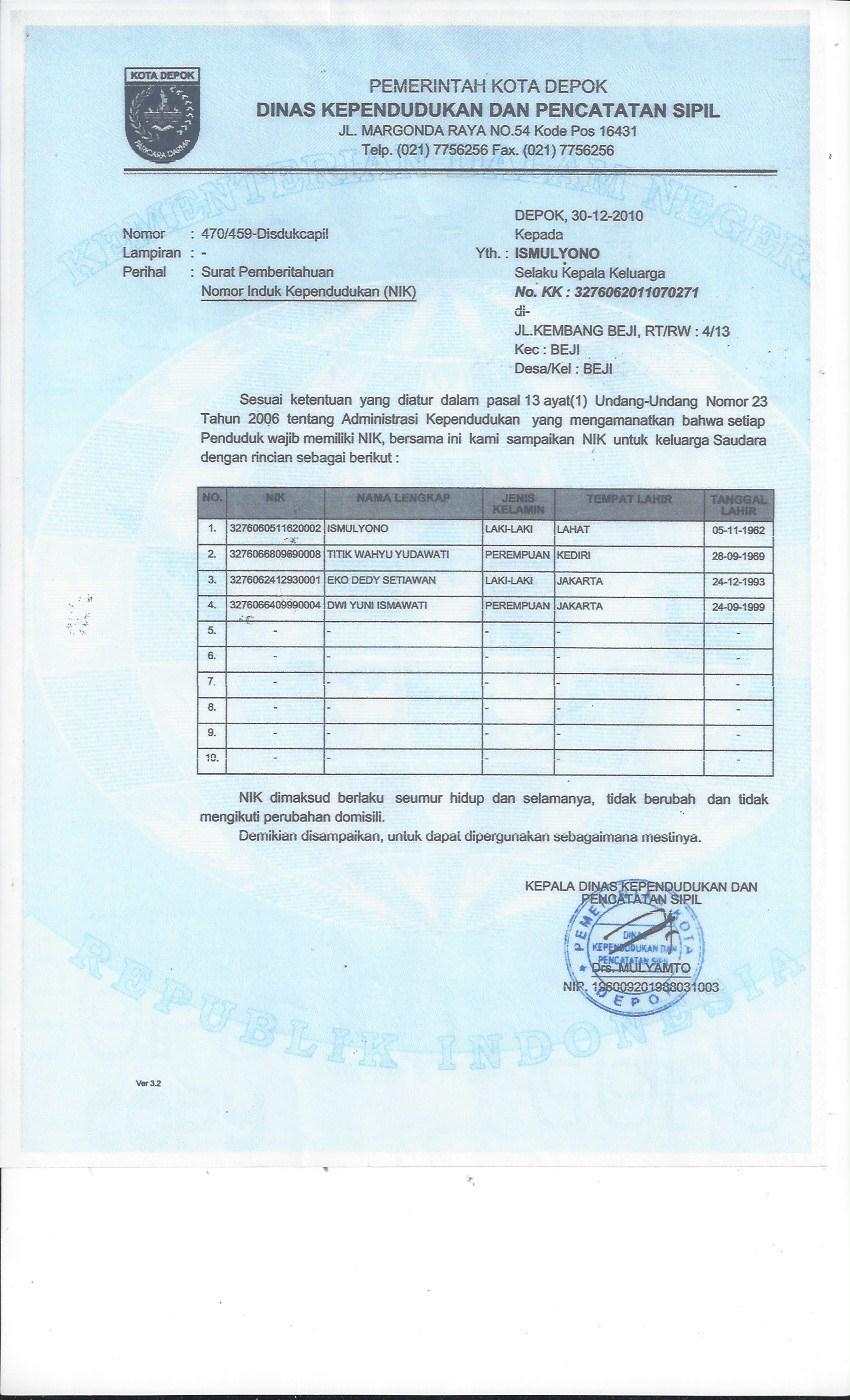 KOTA DEPOK
PARICARA DARMA
PEMERINTAH KOTA DEPOK
DINAS KEPENDUDUKAN DAN PENCATATAN SIPIL
JL. MARGONDA RAYA NO.54 Kode Pos 16431
Telp. (021) 7756256 Fax. (021) 7756256
KEMENTERIAN DALAM NEGERI
DEPOK, 30-12-2010
Nomor : 470/459-Disdukcapil
Kepada
Lampiran : -
Yth. : ISMULYONO
Perihal : Surat Pemberitahuan
Selaku Kepala Keluarga
Nomor Induk Kependudukan (NIK)
No. KK : 3276062011070271
di-
JL.KEMBANG BEJI, RT/RW : 4/13
Kec : BEJI
Desa/Kel : BEJI
Sesuai ketentuan yang diatur dalam pasal 13 ayat(1) Undang-Undang Nomor 23
Tahun 2006 tentang Administrasi Kependudukan yang mengamanatkan bahwa setiap
Penduduk wajib memiliki NIK, bersama ini kami sampaikan NIK untuk keluarga Saudara
dengan rincian sebagai berikut :
NO. NIK NAMA LENGKAP JENIS KELAMIN TEMPAT LAHIR TANGGAL LAHIR
1. 3276060511620002 ISMULYONO LAKI-LAKI LAHAT 05-11-1962
2. 3276066809690008 TITIK WAHYU YUDAWATI PEREMPUAN KEDIRI 28-09-1969
3. 3276062412930001 EKO DEDY SETIAWAN LAKI-LAKI JAKARTA 24-12-1993
4. 3276066409990004 DWI YUNI ISMAWATI PEREMPUAN JAKARTA 24-09-1999
5. - - - - -
6. - - - - -
7. - - - - -
8. - - - - -
9. - - - - -
10. - - - - -
NIK dimaksud berlaku seumur hidup dan selamanya, tidak berubah dan tidak
mengikuti perubahan domisili.
Demikian disampaikan, untuk dapat dipergunakan sebagaimana mestinya.
KEPALA DINAS KEPENDUDUKAN DAN
PENCATATAN SIPIL
PEMERINTAH KOTA
DINAS
KEPENDUDUKAN DAN
PENCATATAN SIPIL
DEPOK
Drs. MULYAMTO
NIP. 196009201988031003
REPUBLIK INDONESIA
Ver 3.2